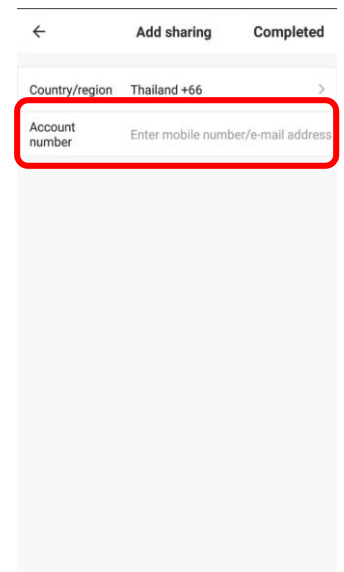 Add sharing Completed
Country/region Thailand +66
Account
number
Enter mobile number/e-mail address